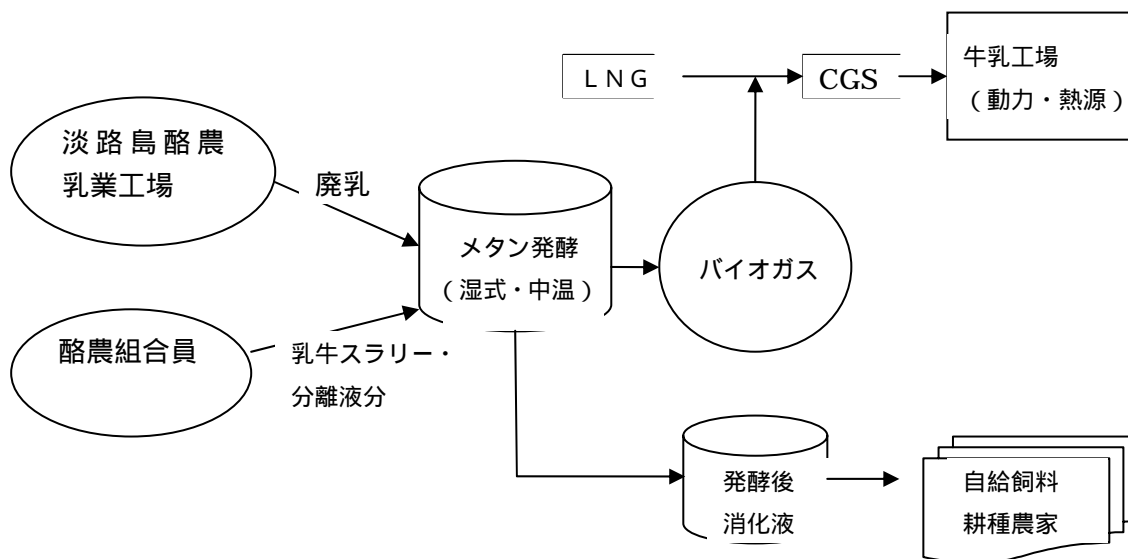 ＬＮＧ
CGS
牛乳工場
（動力・熱源）
淡路島酪農
乳業工場
廃乳
メタン発酵
（湿式・中温）
バイオガス
酪農組合員
乳牛スラリー・
分離液分
発酵後
消化液
自給飼料
耕種農家